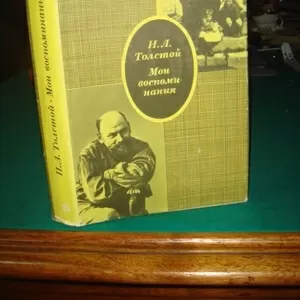 И.Л.
Толстой
Мои
воспоми
нания
И.Л.Толстой · Мои воспоминания